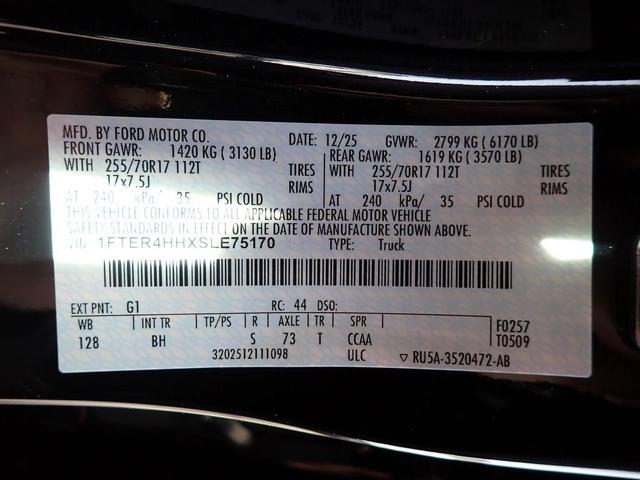 MFD. BY FORD MOTOR CO. 12/25 GVWR: 2799 KG ( 6170 LB)
FRONT GAWR: 1420 KG ( 3130 LB) REAR GAWR: 1619 KG ( 3570 LB)
WITH 255/70R17 112T TIRES WITH 255/70R17 112T TIRES
17x7.5J RIMS 17x7.5J RIMS
AT 240 kPa/ 35 PSI COLD AT 240 kPa/ 35 PSI COLD
THIS VEHICLE CONFORMS TO ALL APPLICABLE FEDERAL MOTOR VEHICLE
SAFETY STANDARDS IN EFFECT ON THE DATE OF MANUFACTURE SHOWN ABOVE.
VIN: 1FTER4HHXSLE75170 TYPE: Truck
EXT PNT: G1 RC: 44 DSO:
WB INT TR TP/PS R AXLE TR SPR F0257
128 BH S 73 T CCAA T0509
3202512111098 ULC ▽ RU5A-3520472-AB